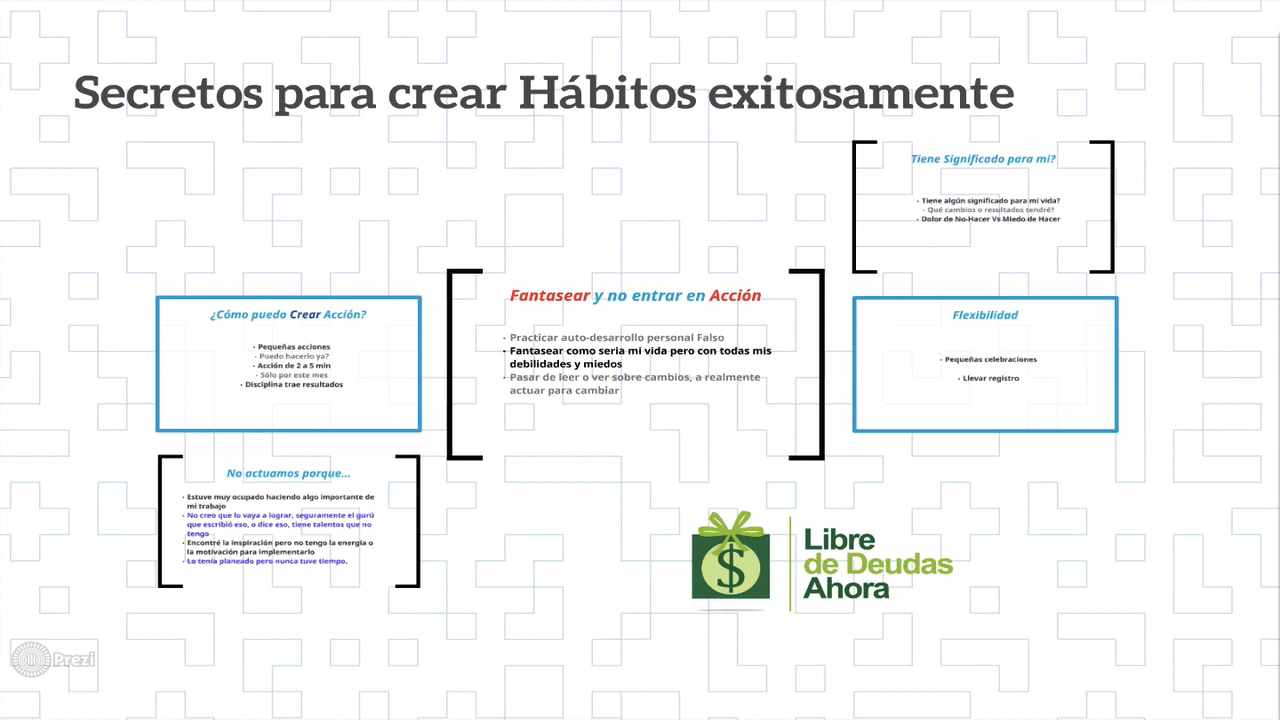 Secretos para crear Hábitos exitosamente
Tiene Significado para mi?
- Tiene algún significado para mi vida?
- Qué cambios o resultados tendré?
- Dolor de No-Hacer Vs Miedo de Hacer
Fantasear y no entrar en Acción
- Practicar auto-desarrollo personal Falso
- Fantasear como seria mi vida pero con todas mis
debilidades y miedos
- Pasar de leer o ver sobre cambios, a realmente
actuar para cambiar
¿Cómo puedo Crear Acción?
- Pequeñas acciones
- Puedo hacerlo ya?
- Acción de 2 a 5 min
- Sólo por este mes
- Disciplina trae resultados
Flexibilidad
- Pequeñas celebraciones
- Llevar registro
No actuamos porque...
- Estuve muy ocupado haciendo algo importante de
mi trabajo
- No creo que lo vaya a lograr, seguramente el gurú
que escribió eso, o dice eso, tiene talentos que no
tengo
- Encontré la inspiración pero no tengo la energía o
la motivación para implementarlo
- Lo tenía planeado pero nunca tuve tiempo.
$
Libre
de Deudas
Ahora
Prezi